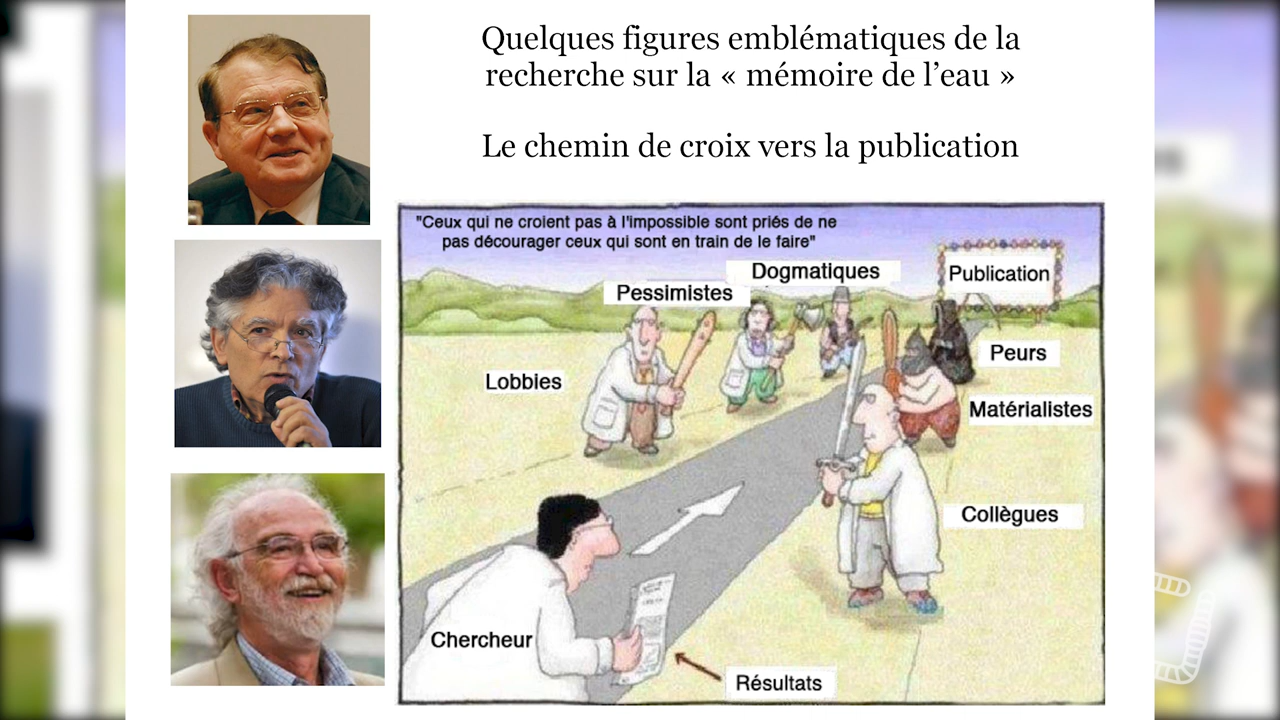 Quelques figures emblématiques de la
recherche sur la « mémoire de l'eau »
Le chemin de croix vers la publication
"Ceux qui ne croient pas à l'impossible sont priés de ne
pas décourager ceux qui sont en train de le faire"
Dogmatiques
Publication
Pessimistes
Peurs
Lobbies
Matérialistes
Collègues
Chercheur
Résultats